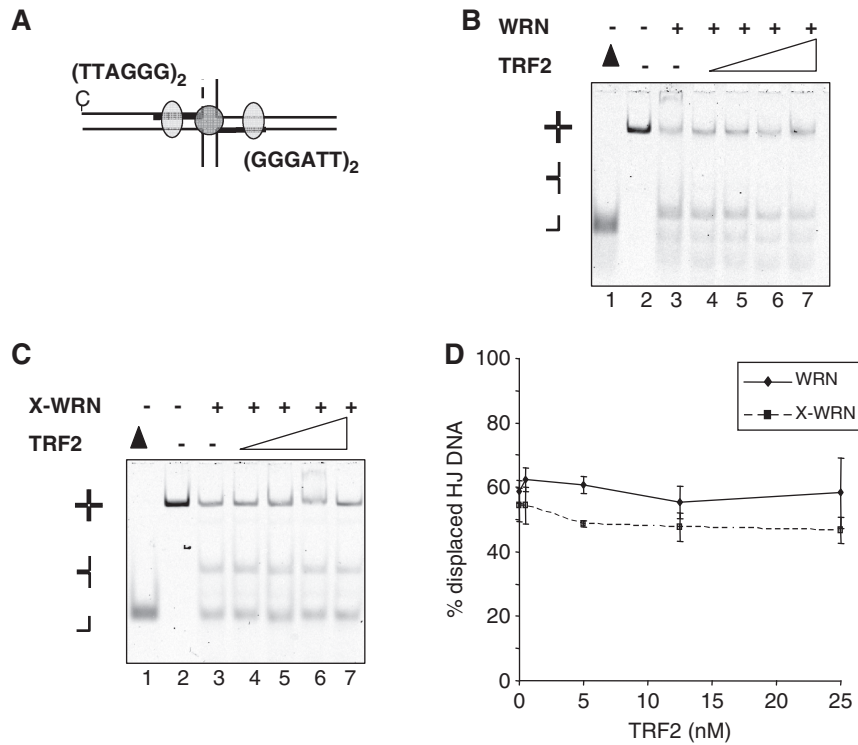 A
(TTAGGG)2
C
(GGGATT)2
B
WRN - - + + + + +
TRF2 - -
1 2 3 4 5 6 7
C
X-WRN - - + + + + +
TRF2 - -
1 2 3 4 5 6 7
D
100
80
60
40
20
0
% displaced HJ DNA
WRN
X-WRN
0 5 10 15 20 25
TRF2 (nM)